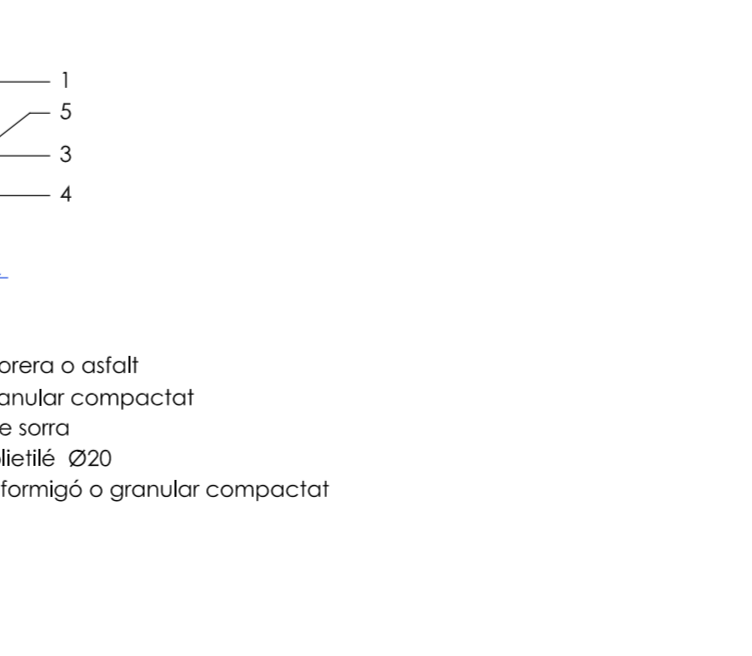 1
5
3
4
orera o asfalt
anular compactat
e sorra
lietilé Ø20
formigó o granular compactat